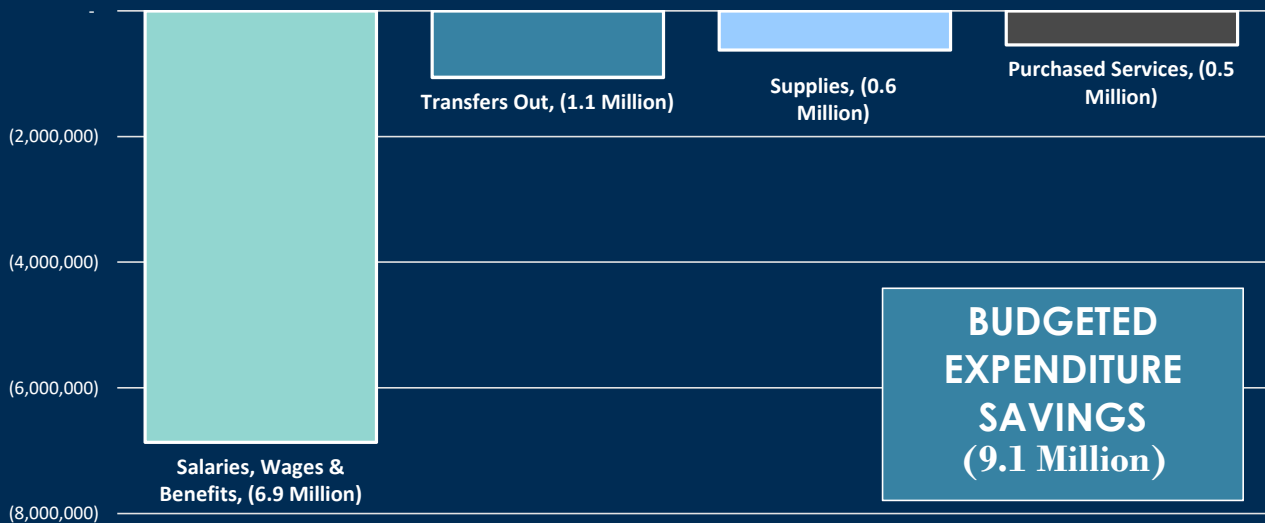 -
Transfers Out, (1.1 Million)
Supplies, (0.6
Million)
Purchased Services, (0.5
Million)
(2,000,000)
(4,000,000)
(6,000,000)
BUDGETED
EXPENDITURE
SAVINGS
(9.1 Million)
Salaries, Wages &
Benefits, (6.9 Million)
(8,000,000)